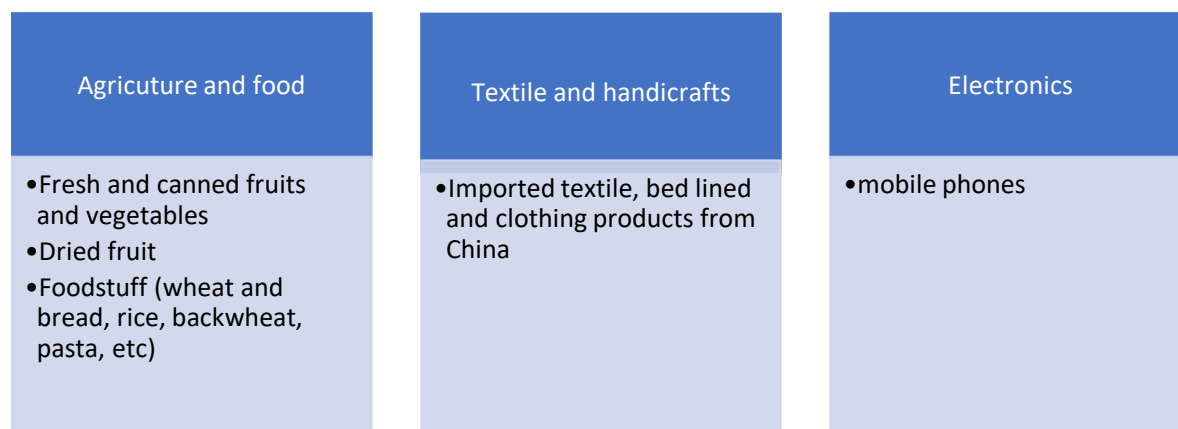 Agricuture and food
•Fresh and canned fruits
and vegetables
•Dried fruit
•Foodstuff (wheat and
bread, rice, backwheat,
pasta, etc)
Textile and handicrafts
•Imported textile, bed lined
and clothing products from
China
Electronics
•mobile phones